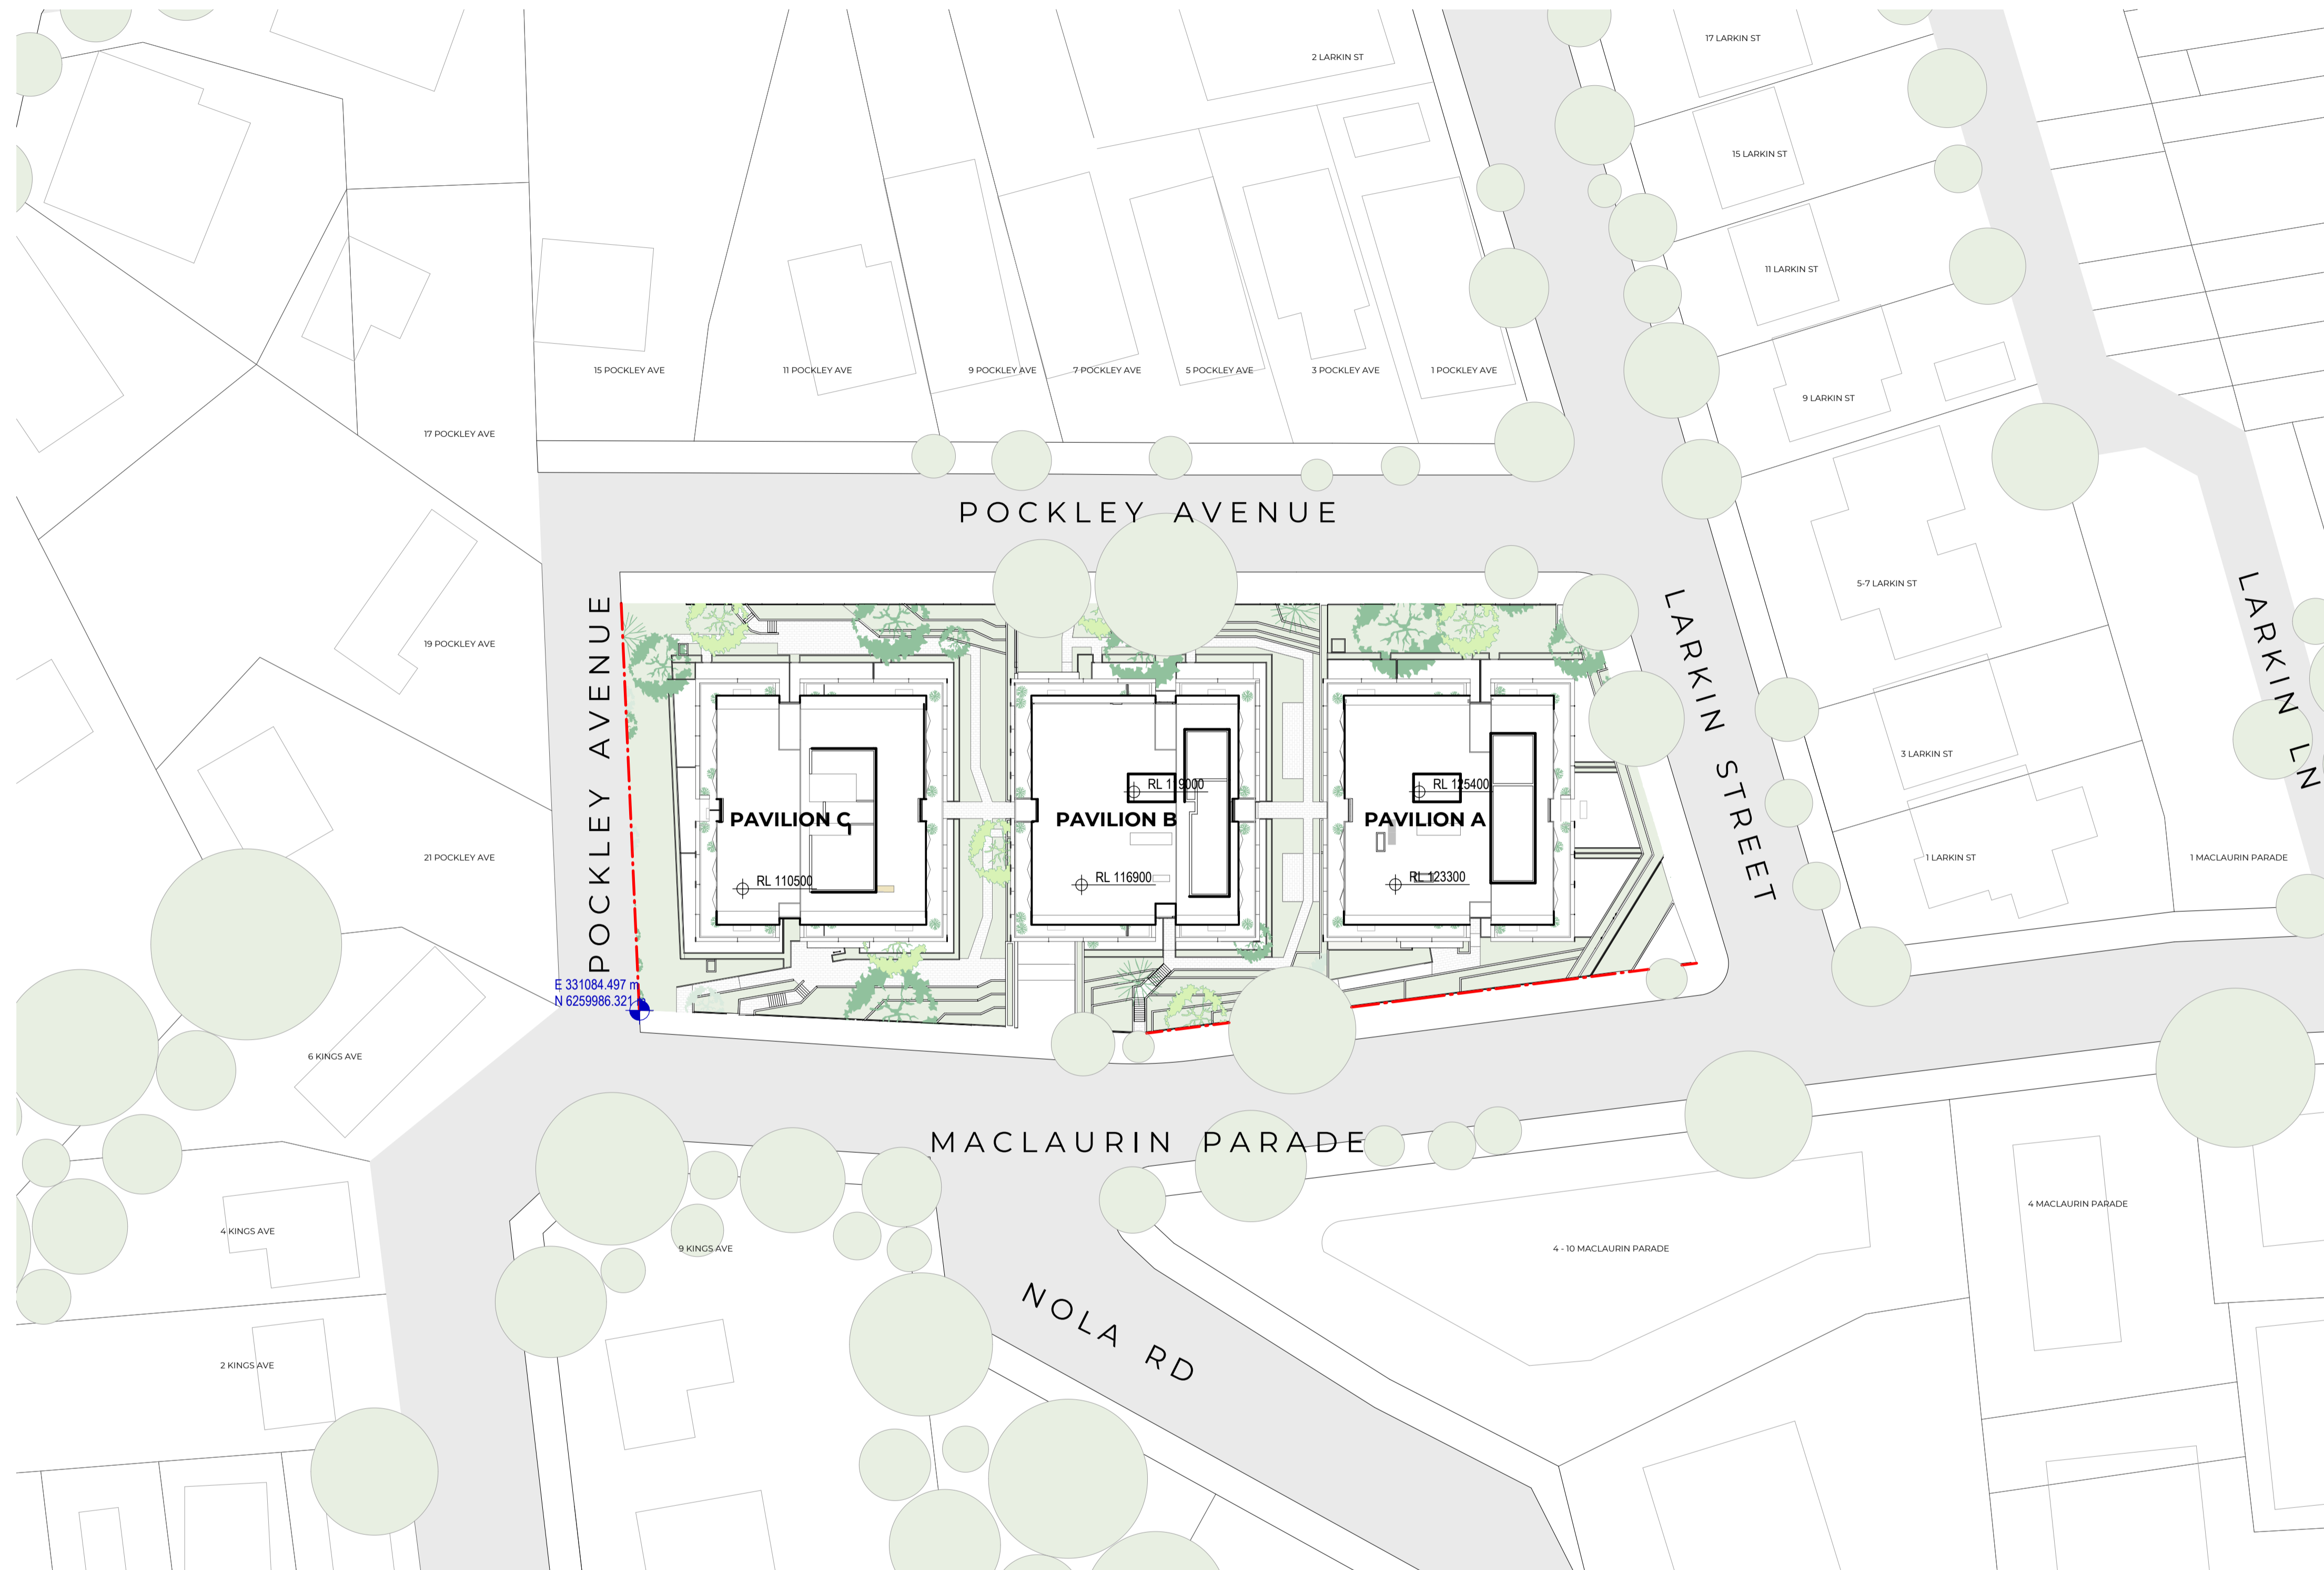 17 LARKIN ST
2 LARKIN ST
15 LARKIN ST
11 LARKIN ST
15 POCKLEY AVE
11 POCKLEY AVE
9 POCKLEY AVE
7 POCKLEY AVE
5 POCKLEY AVE
3 POCKLEY AVE
1 POCKLEY AVE
9 LARKIN ST
17 POCKLEY AVE
POCKLEY AVENUE
5-7 LARKIN ST
19 POCKLEY AVE
POCKLEY AVENUE
LARKIN STREET
LARKIN LN
3 LARKIN ST
RL 119000
RL 125400
PAVILION C
PAVILION B
PAVILION A
21 POCKLEY AVE
1 LARKIN ST
1 MACLAURIN PARADE
RL 110500
RL 116900
RL 123300
E 331084.497 m
N 6259986.321 m
6 KINGS AVE
MACLAURIN PARADE
4 MACLAURIN PARADE
4 KINGS AVE
9 KINGS AVE
4 - 10 MACLAURIN PARADE
NOLA RD
2 KINGS AVE